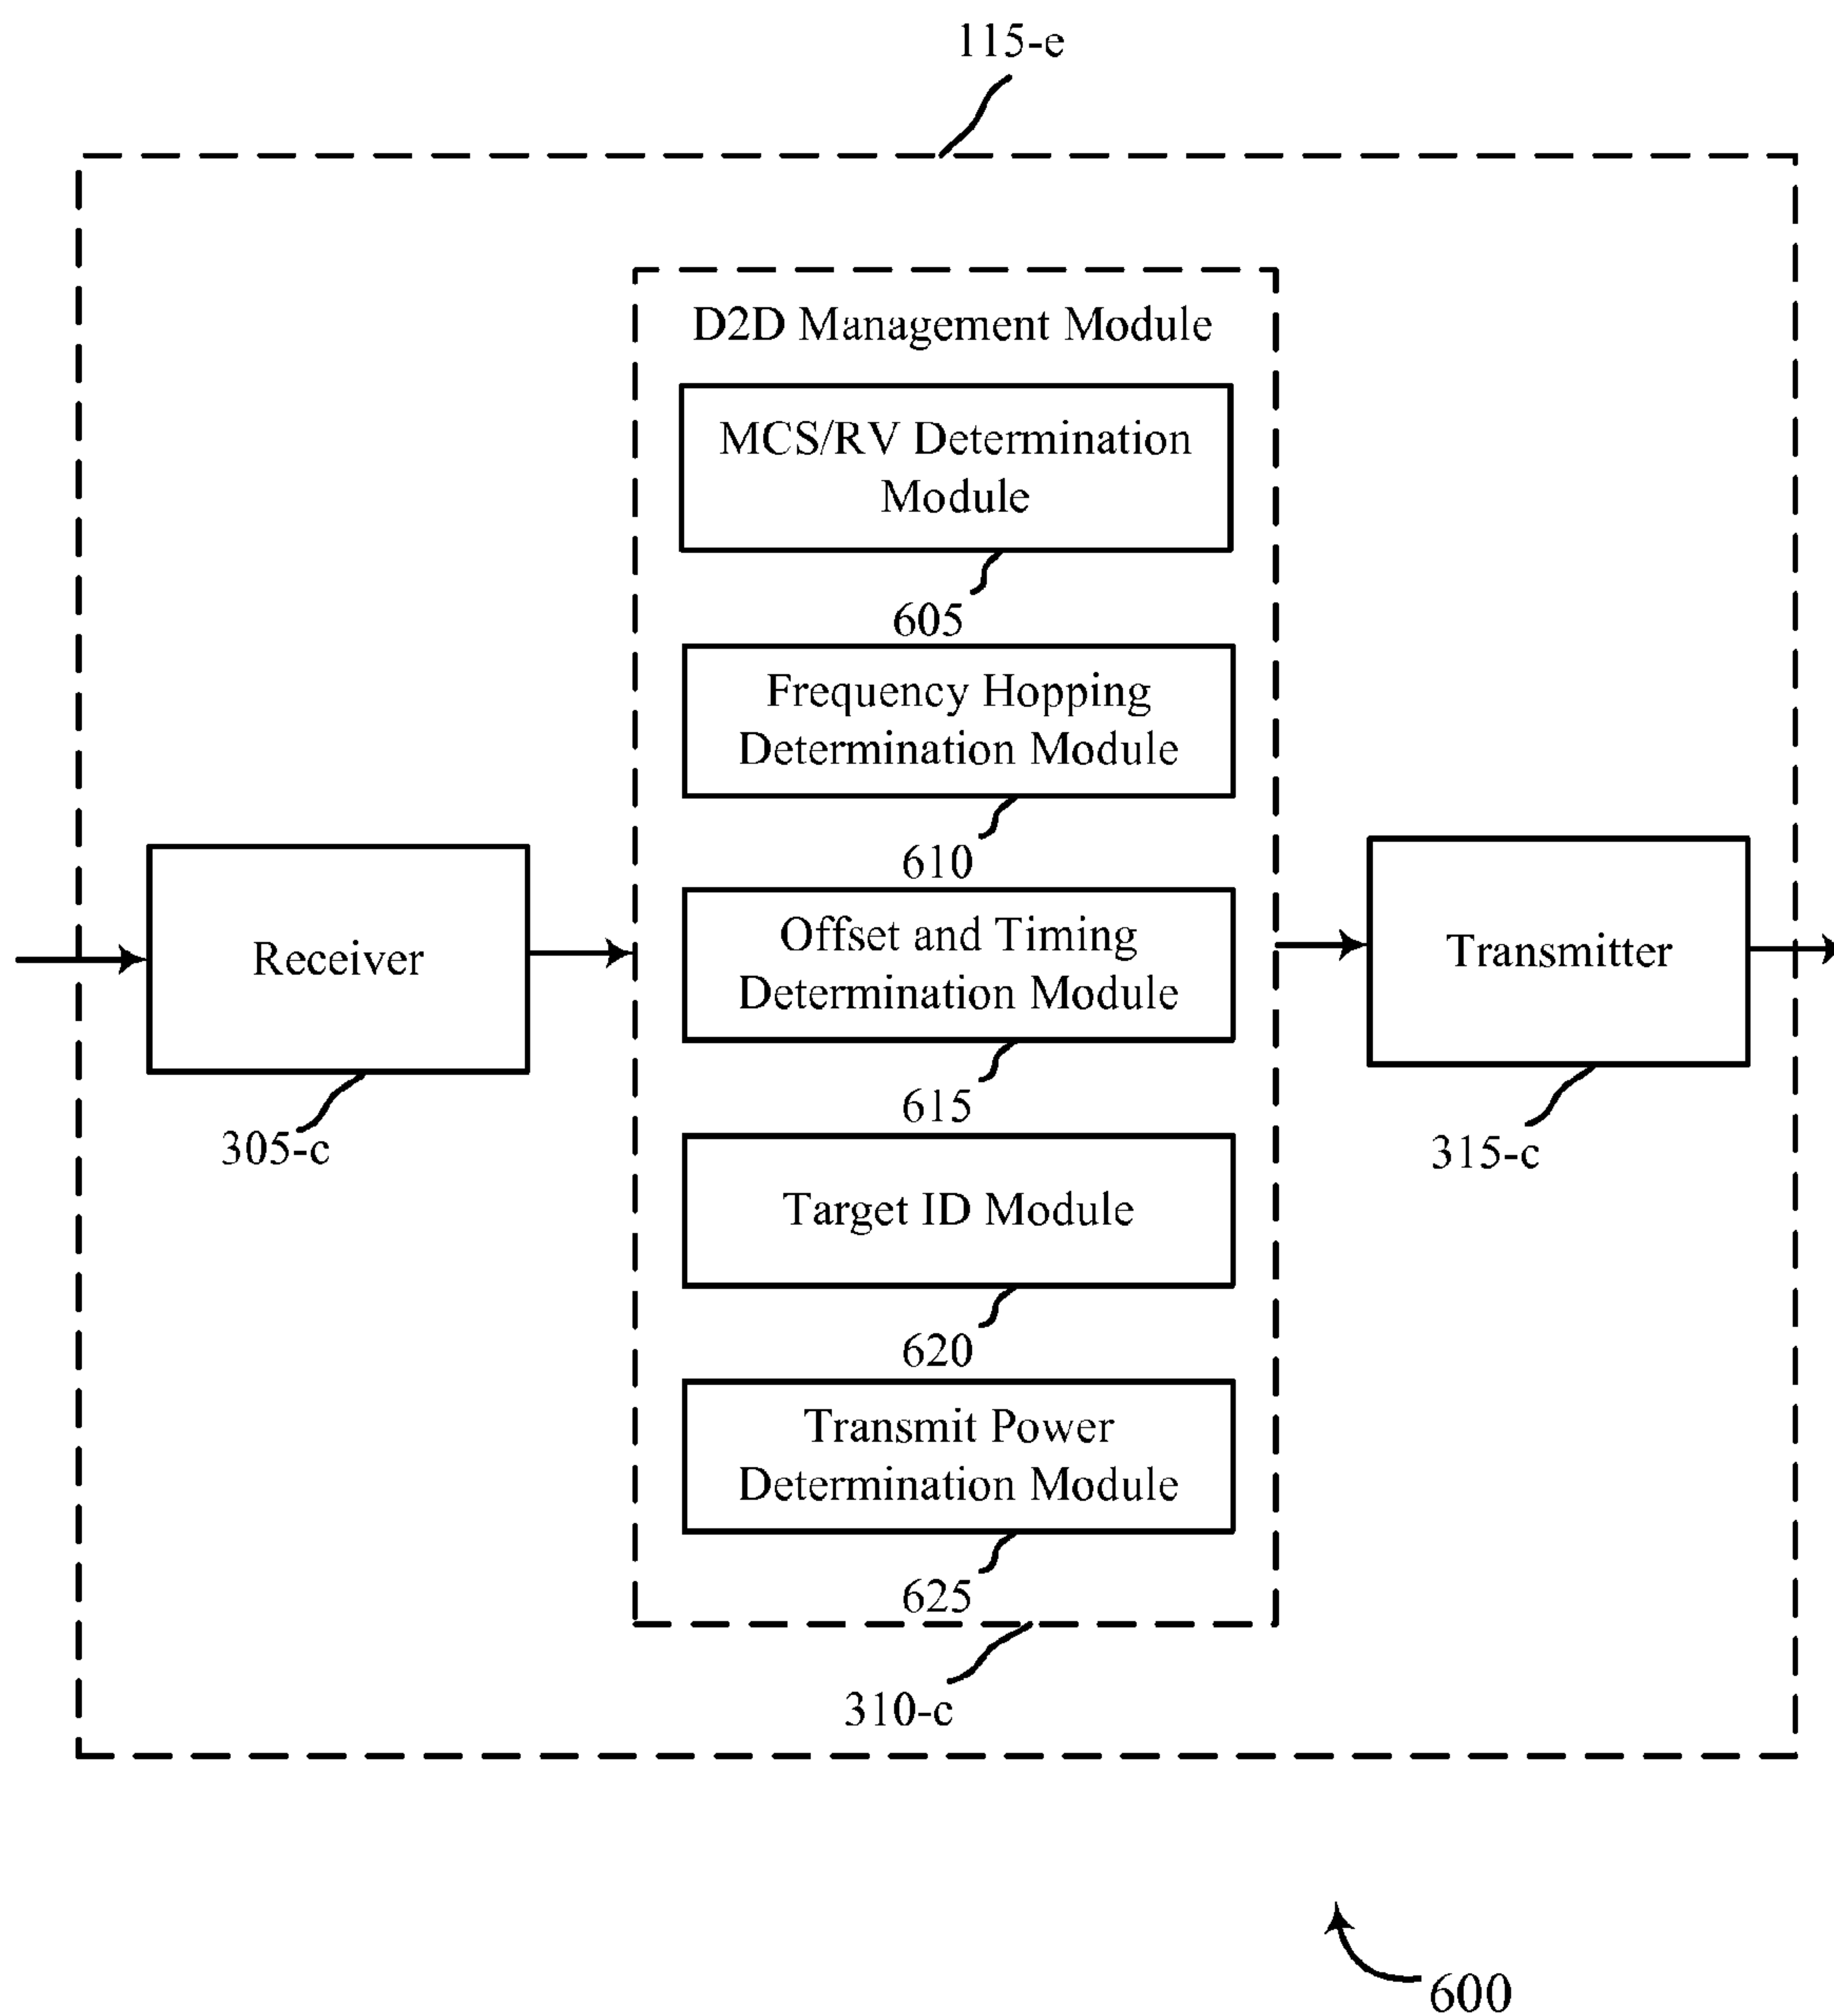 115-e
D2D Management Module
MCS/RV Determination
Module
605
Frequency Hopping
Determination Module
610
Receiver
305-c
Offset and Timing
Determination Module
615
Transmitter
315-c
Target ID Module
620
Transmit Power
Determination Module
625
310-c
600